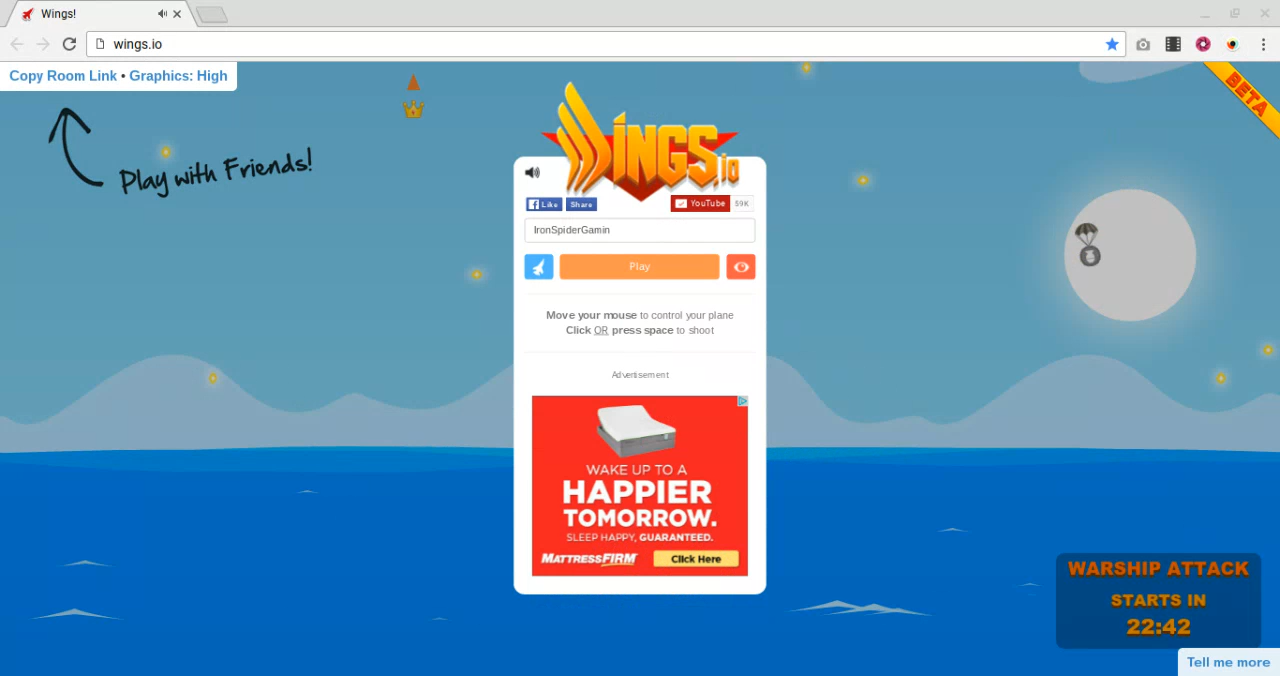 Wings!
wings.io
Copy Room Link • Graphics: High
BETA
Play with Friends!
WINGS.io
Like Share YouTube 59K
IronSpiderGamin
Play
Move your mouse to control your plane
Click OR press space to shoot
Advertisement
WAKE UP TO A
HAPPIER
TOMORROW.
SLEEP HAPPY, GUARANTEED.
MATTRESSFIRM Click Here
WARSHIP ATTACK
STARTS IN
22:42
Tell me more